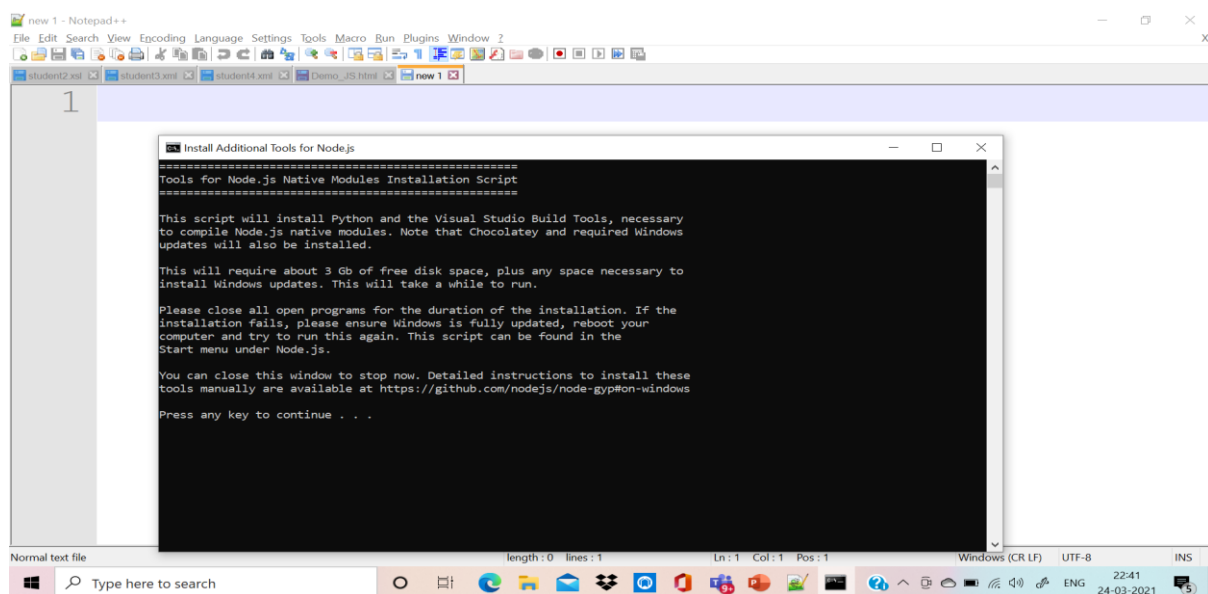 new 1 - Notepad++
File Edit Search View Encoding Language Settings Tools Macro Run Plugins Window ?
X
student2.xsl student3.xml student4.xml Demo_JS.html new 1
1
Install Additional Tools for Node.js
====================================================
Tools for Node.js Native Modules Installation Script
====================================================
This script will install Python and the Visual Studio Build Tools, necessary
to compile Node.js native modules. Note that Chocolatey and required Windows
updates will also be installed.
This will require about 3 Gb of free disk space, plus any space necessary to
install Windows updates. This will take a while to run.
Please close all open programs for the duration of the installation. If the
installation fails, please ensure Windows is fully updated, reboot your
computer and try to run this again. This script can be found in the
Start menu under Node.js.
You can close this window to stop now. Detailed instructions to install these
tools manually are available at https://github.com/nodejs/node-gyp#on-windows
Press any key to continue . . .
Normal text file length : 0 lines : 1 Ln : 1 Col : 1 Pos : 1 Windows (CR LF) UTF-8 INS
Type here to search ENG 22:41
24-03-2021 5